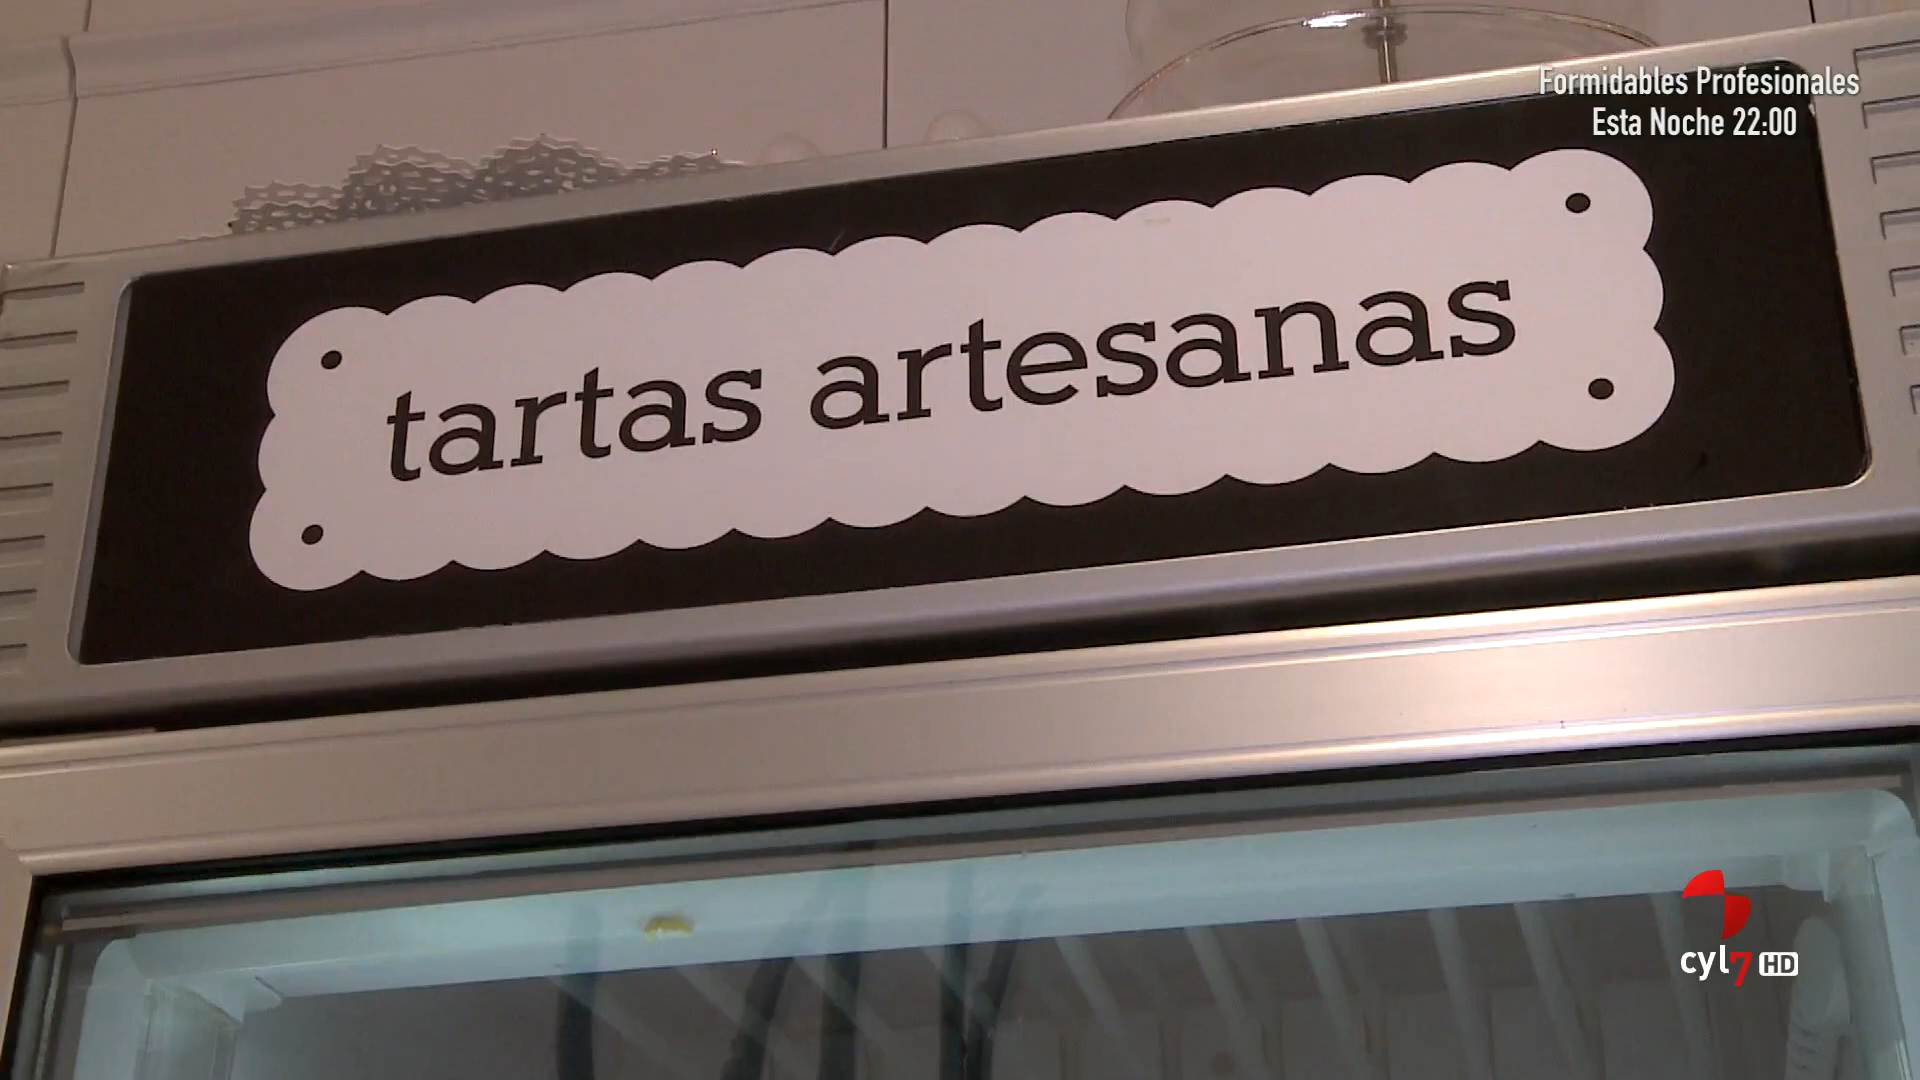 Formidables Profesionales
Esta Noche 22:00
tartas artesanas
cyl7 HD